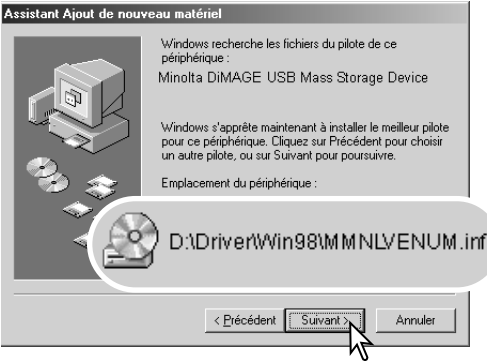 Assistant Ajout de nouveau matériel
Windows recherche les fichiers du pilote de ce
périphérique :
Minolta DiMAGE USB Mass Storage Device
Windows s'apprête maintenant à installer le meilleur pilote
pour ce périphérique. Cliquez sur Précédent pour choisir
un autre pilote, ou sur Suivant pour poursuivre.
Emplacement du périphérique :
D:\Driver\Win98\MMNLVENUM.inf
< Précédent Suivant > Annuler